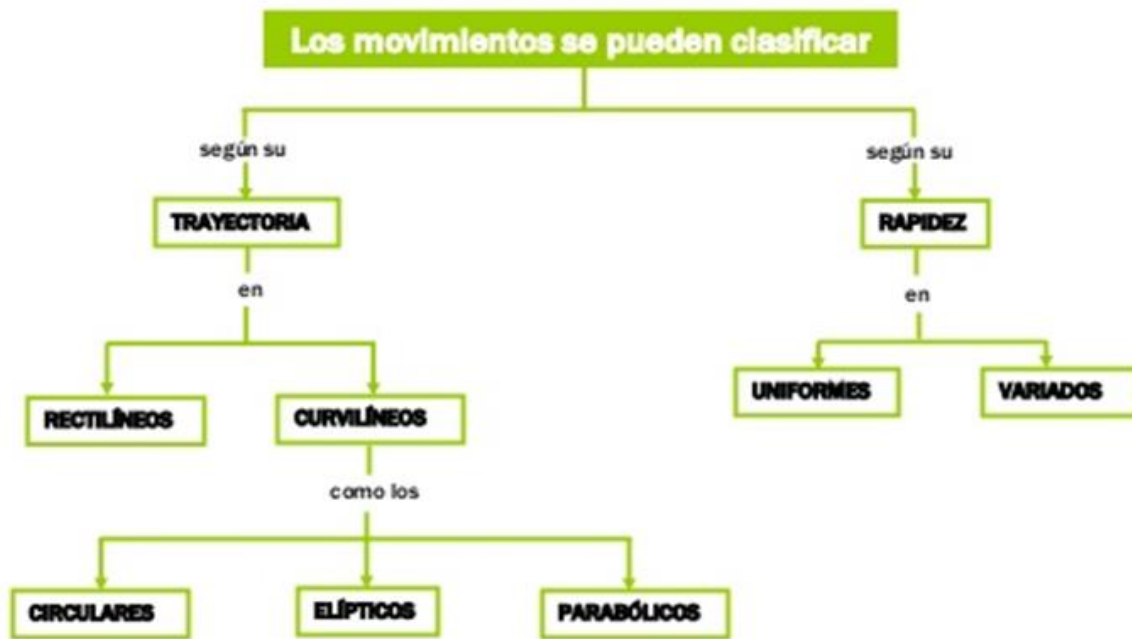 Los movimientos se pueden clasificar
según su
según su
TRAYECTORIA
RAPIDEZ
en
en
RECTILÍNEOS
CURVILÍNEOS
UNIFORMES
VARIADOS
como los
CIRCULARES
ELÍPTICOS
PARABÓLICOS